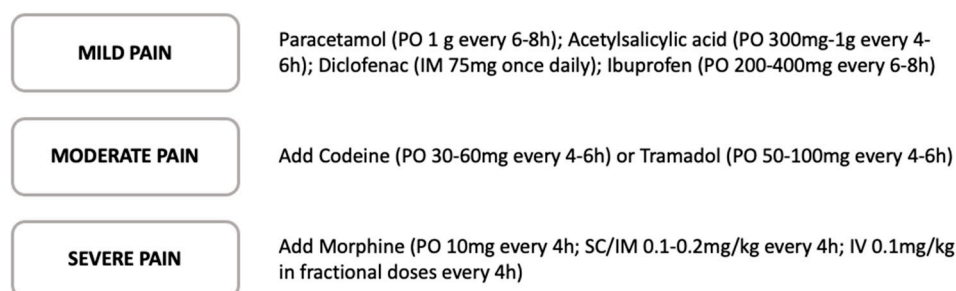 MILD PAIN
Paracetamol (PO 1 g every 6-8h); Acetylsalicylic acid (PO 300mg-1g every 4-
6h); Diclofenac (IM 75mg once daily); Ibuprofen (PO 200-400mg every 6-8h)
MODERATE PAIN
Add Codeine (PO 30-60mg every 4-6h) or Tramadol (PO 50-100mg every 4-6h)
SEVERE PAIN
Add Morphine (PO 10mg every 4h; SC/IM 0.1-0.2mg/kg every 4h; IV 0.1mg/kg
in fractional doses every 4h)